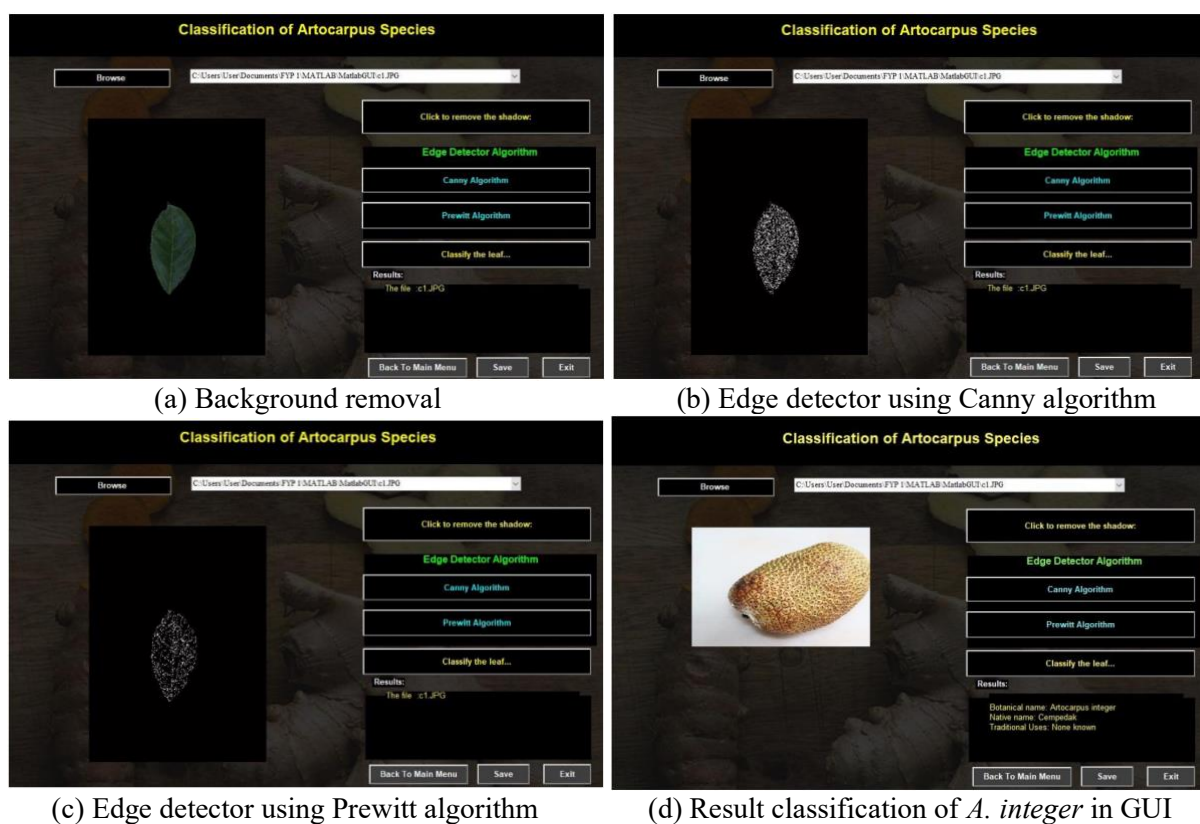 Classification of Artocarpus Species
Browse
C:\Users\User\Documents\FYP 1\MATLAB\MatlabGUI\c1.JPG
Click to remove the shadow:
Edge Detector Algorithm
Canny Algorithm
Prewitt Algorithm
Classify the leaf...
Results:
The file :c1.JPG
Back To Main Menu
Save
Exit
(a) Background removal
Classification of Artocarpus Species
Browse
C:\Users\User\Documents\FYP 1\MATLAB\MatlabGUI\c1.JPG
Click to remove the shadow:
Edge Detector Algorithm
Canny Algorithm
Prewitt Algorithm
Classify the leaf...
Results:
The file :c1.JPG
Back To Main Menu
Save
Exit
(b) Edge detector using Canny algorithm
Classification of Artocarpus Species
Browse
C:\Users\User\Documents\FYP 1\MATLAB\MatlabGUI\c1.JPG
Click to remove the shadow:
Edge Detector Algorithm
Canny Algorithm
Prewitt Algorithm
Classify the leaf...
Results:
The file :c1.JPG
Back To Main Menu
Save
Exit
(c) Edge detector using Prewitt algorithm
Classification of Artocarpus Species
Browse
C:\Users\User\Documents\FYP 1\MATLAB\MatlabGUI\c1.JPG
Click to remove the shadow:
Edge Detector Algorithm
Canny Algorithm
Prewitt Algorithm
Classify the leaf...
Results:
Botanical name: Artocarpus integer
Native name: Cempedak
Traditional Uses: None known
Back To Main Menu
Save
Exit
(d) Result classification of A. integer in GUI